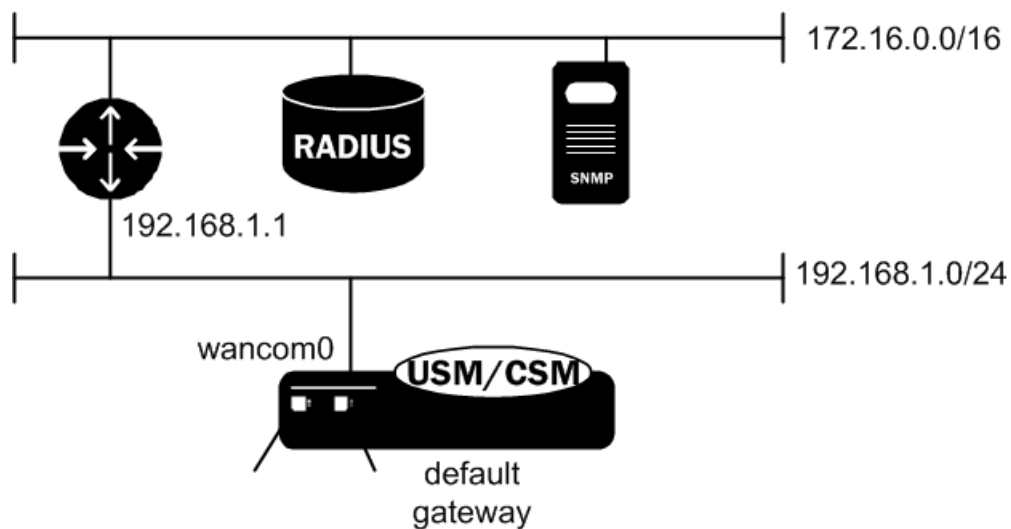 172.16.0.0/16
RADIUS
SNMP
192.168.1.1
192.168.1.0/24
wancom0
USM/CSM
default
gateway